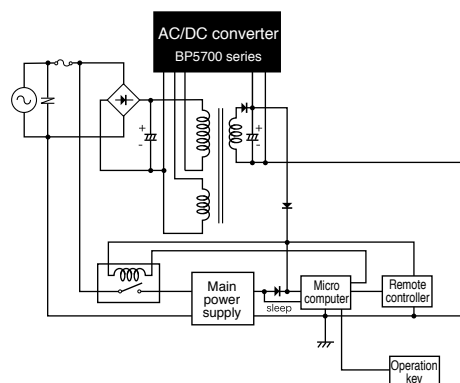 AC/DC converter
BP5700 series
+
-
+
-
Main
power
supply
sleep
Micro
computer
Remote
controller
Operation
key